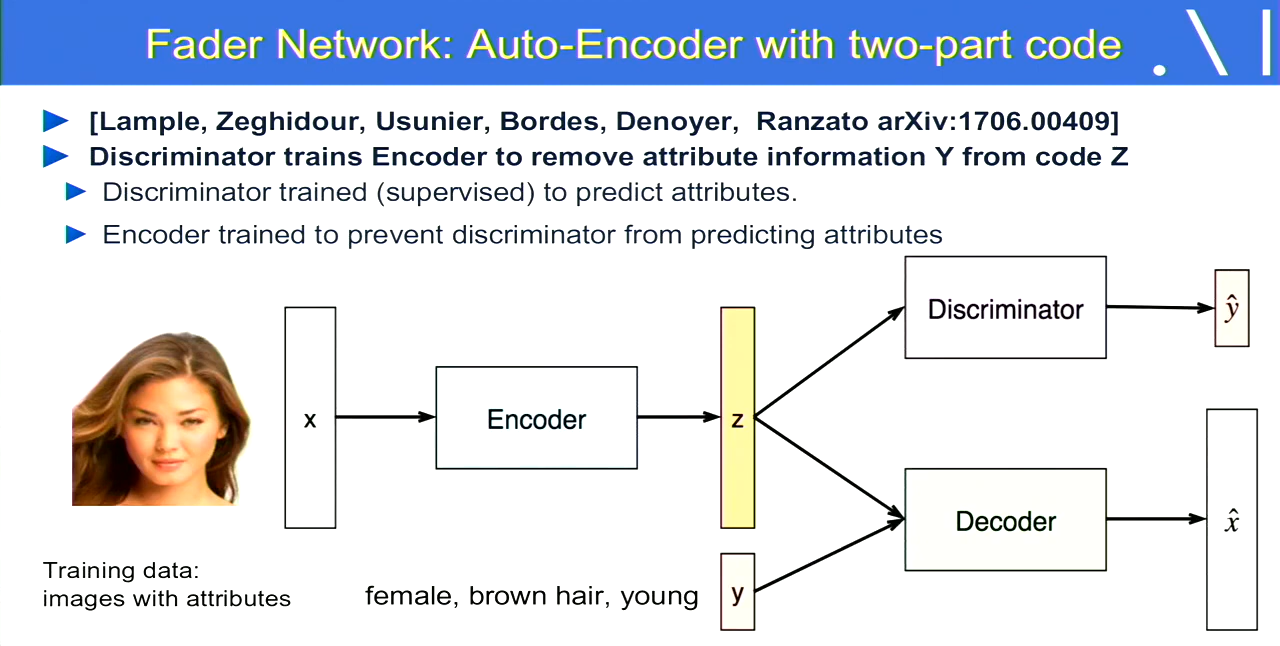 Fader Network: Auto-Encoder with two-part code
[Lample, Zeghidour, Usunier, Bordes, Denoyer, Ranzato arXiv:1706.00409]
Discriminator trains Encoder to remove attribute information Y from code Z
Discriminator trained (supervised) to predict attributes.
Encoder trained to prevent discriminator from predicting attributes
Discriminator
ŷ
x
Encoder
z
Decoder
x̂
Training data:
images with attributes
female, brown hair, young
y